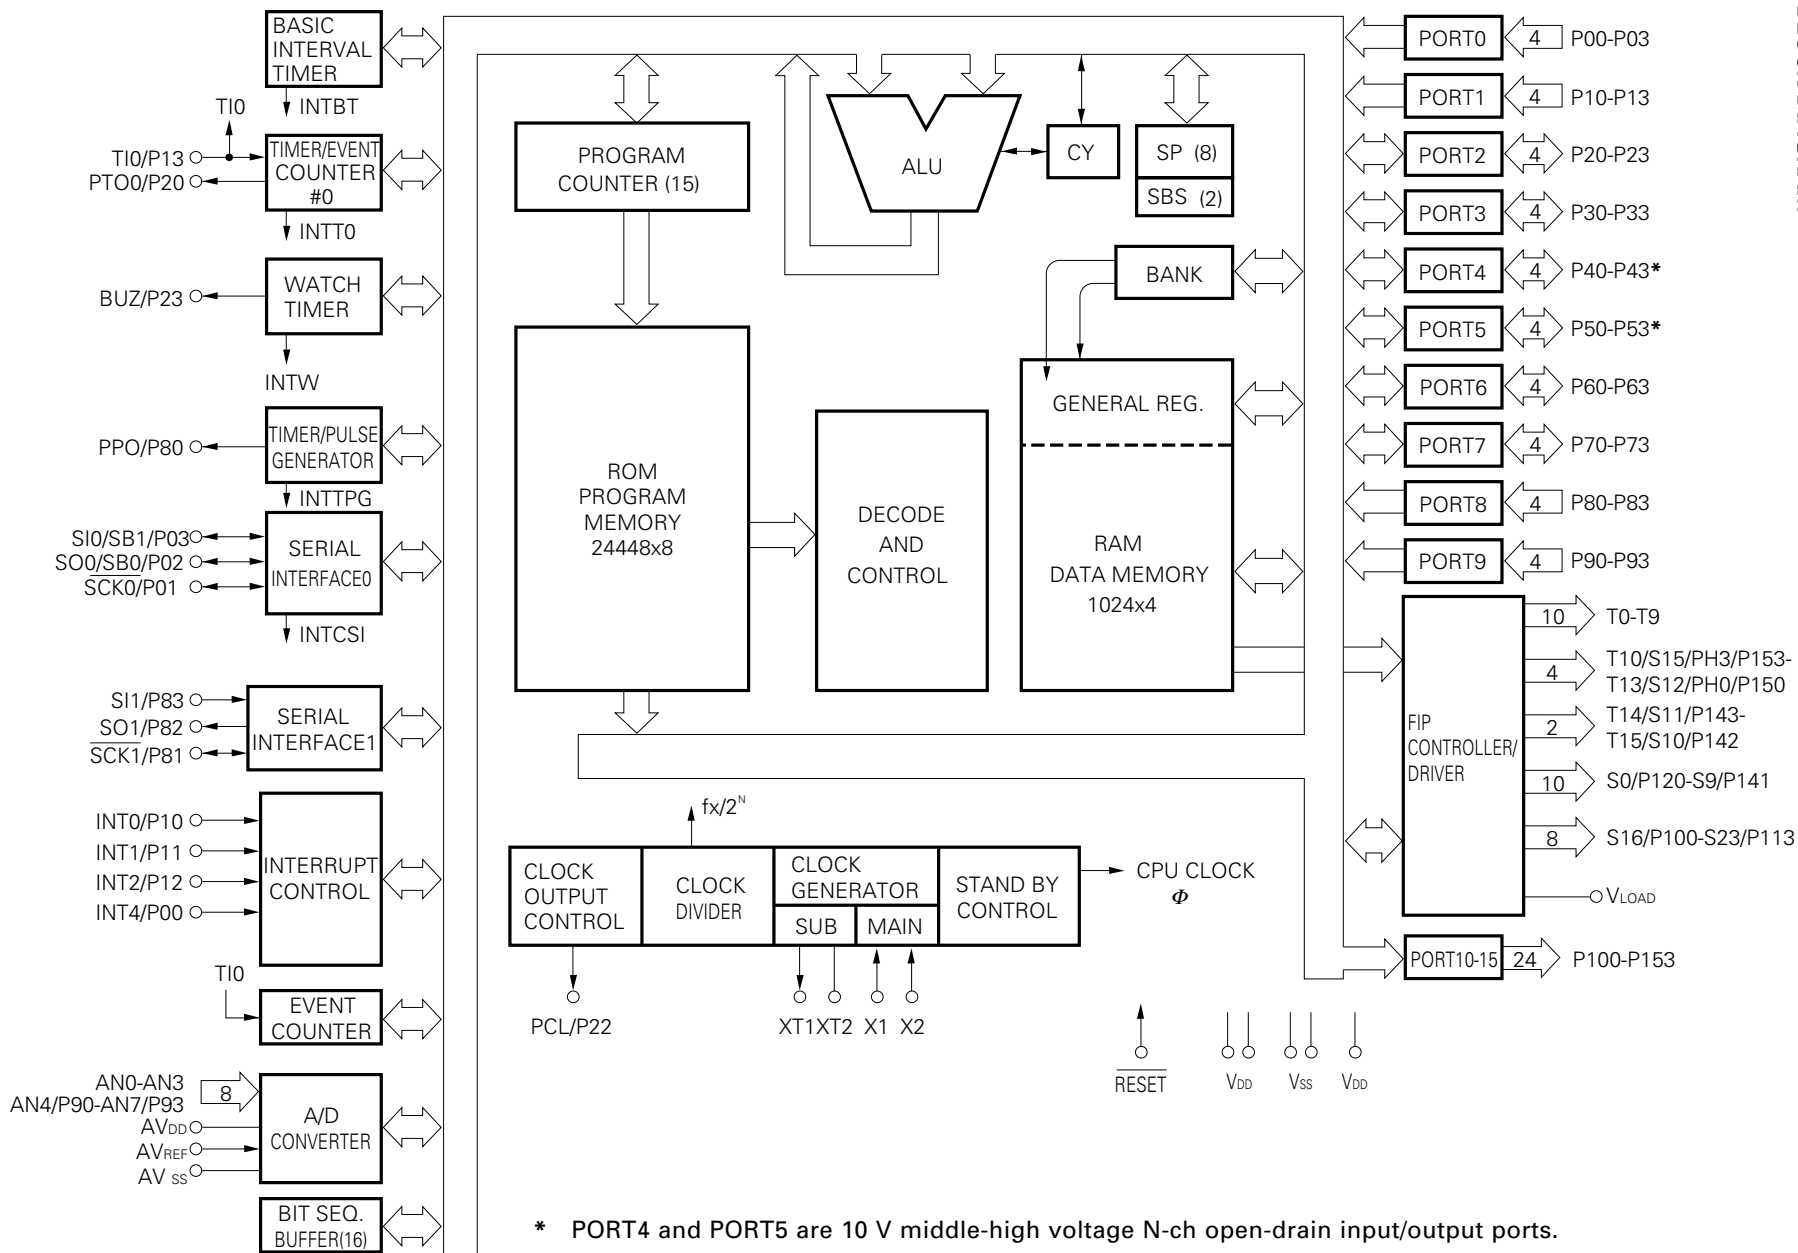 BASIC
INTERVAL
TIMER
INTBT
TI0
TI0/P13
PTO0/P20
TIMER/EVENT
COUNTER
#0
INTT0
BUZ/P23
WATCH
TIMER
INTW
PPO/P80
TIMER/PULSE
GENERATOR
INTTPG
SI0/SB1/P03
SO0/SB0/P02
SCK0/P01
SERIAL
INTERFACE0
INTCSI
SI1/P83
SO1/P82
SCK1/P81
SERIAL
INTERFACE1
INT0/P10
INT1/P11
INT2/P12
INT4/P00
INTERRUPT
CONTROL
TI0
EVENT
COUNTER
AN0-AN3
AN4/P90-AN7/P93
8
AVDD
AVREF
AV SS
A/D
CONVERTER
BIT SEQ.
BUFFER(16)
PROGRAM
COUNTER (15)
ALU
CY
SP (8)
SBS (2)
BANK
ROM
PROGRAM
MEMORY
24448x8
DECODE
AND
CONTROL
GENERAL REG.
RAM
DATA MEMORY
1024x4
fx/2N
CLOCK
OUTPUT
CONTROL
CLOCK
DIVIDER
CLOCK
GENERATOR
SUB
MAIN
STAND BY
CONTROL
CPU CLOCK
Φ
PCL/P22
XT1
XT2
X1
X2
RESET
VDD
VSS
VDD
PORT0 4 P00-P03
PORT1 4 P10-P13
PORT2 4 P20-P23
PORT3 4 P30-P33
PORT4 4 P40-P43*
PORT5 4 P50-P53*
PORT6 4 P60-P63
PORT7 4 P70-P73
PORT8 4 P80-P83
PORT9 4 P90-P93
FIP
CONTROLLER/
DRIVER
10 T0-T9
4 T10/S15/PH3/P153-
T13/S12/PH0/P150
2 T14/S11/P143-
T15/S10/P142
10 S0/P120-S9/P141
8 S16/P100-S23/P113
VLOAD
PORT10-15 24 P100-P153
* PORT4 and PORT5 are 10 V middle-high voltage N-ch open-drain input/output ports.